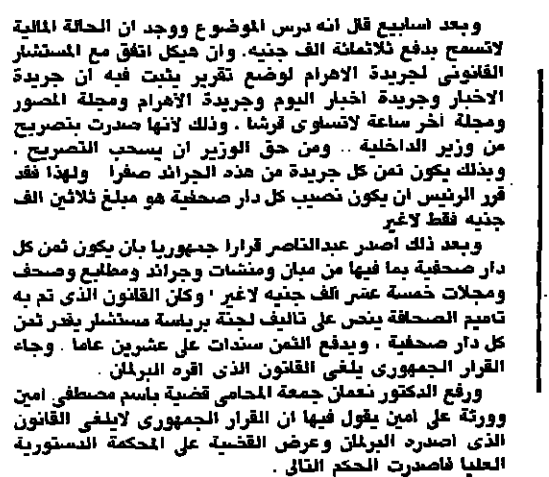 وبعد اسابيع قال انه درس الموضوع ووجد ان الحالة المالية
لاتسمح بدفع ثلاثمائة الف جنيه. وان هيكل اتفق مع المستشار
القانونى لجريدة الاهرام لوضع تقرير يثبت فيه ان جريدة
الاخبار وجريدة اخبار اليوم وجريدة الاهرام ومجلة المصور
ومجلة أخر ساعة لاتساوى قرشا . وذلك لانها صدرت بتصريح
من وزير الداخلية .. ومن حق الوزير ان يسحب التصريح .
وبذلك يكون ثمن كل جريدة من هذه الجرائد صفرا ولهذا فقد
قرر الرئيس ان يكون نصيب كل دار صحفية هو مبلغ ثلاثين الف
جنيه فقط لاغير
وبعد ذلك اصدر عبدالناصر قرارا جمهوريا بان يكون ثمن كل
دار صحفية بما فيها من مبان ومنشات وجرائد ومطابع وصحف
ومجلات خمسة عشر الف جنيه لاغير ' وكان القانون الذى تم به
تاميم الصحافة ينص على تاليف لجنة برياسة مستشار يقدر ثمن
كل دار صحفية ، ويدفع الثمن سندات على عشرين عاما . وجاء
القرار الجمهورى يلغى القانون الذى اقره البرلمان .
ورفع الدكتور نعمان جمعة المحامى قضية باسم مصطفى امين
وورثة على امين يقول فيها ان القرار الجمهورى لايلغى القانون
الذى اصدره البرلمان وعرض القضية على المحكمة الدستورية
العليا فاصدرت الحكم التالى .